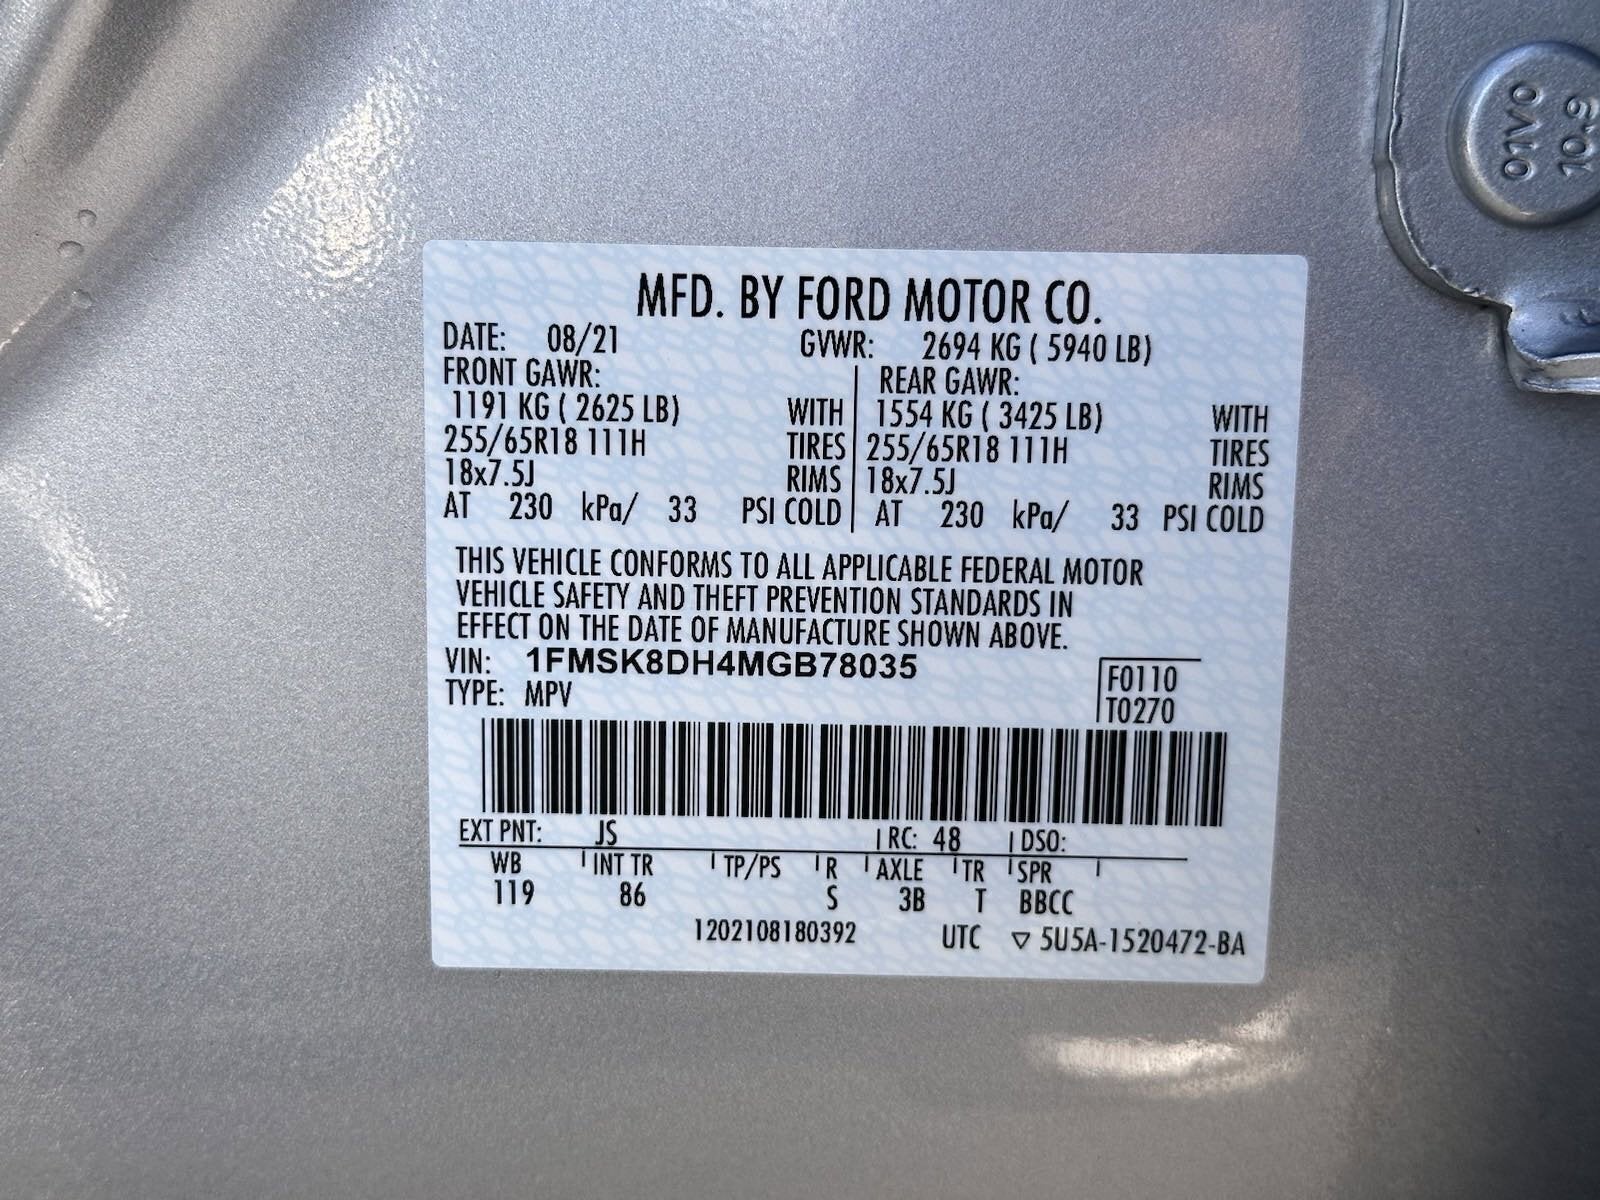 01VO
10.9
MFD. BY FORD MOTOR CO.
DATE: 08/21 GVWR: 2694 KG ( 5940 LB)
FRONT GAWR: REAR GAWR:
1191 KG ( 2625 LB) WITH 1554 KG ( 3425 LB) WITH
255/65R18 111H TIRES 255/65R18 111H TIRES
18x7.5J RIMS 18x7.5J RIMS
AT 230 kPa/ 33 PSI COLD AT 230 kPa/ 33 PSI COLD
THIS VEHICLE CONFORMS TO ALL APPLICABLE FEDERAL MOTOR
VEHICLE SAFETY AND THEFT PREVENTION STANDARDS IN
EFFECT ON THE DATE OF MANUFACTURE SHOWN ABOVE.
VIN: 1FMSK8DH4MGB78035
TYPE: MPV
F0110
T0270
EXT PNT: JS RC: 48 DSO:
WB INT TR TP/PS R AXLE TR SPR
119 86 S 3B T BBCC
1202108180392 UTC ▽ 5U5A-1520472-BA